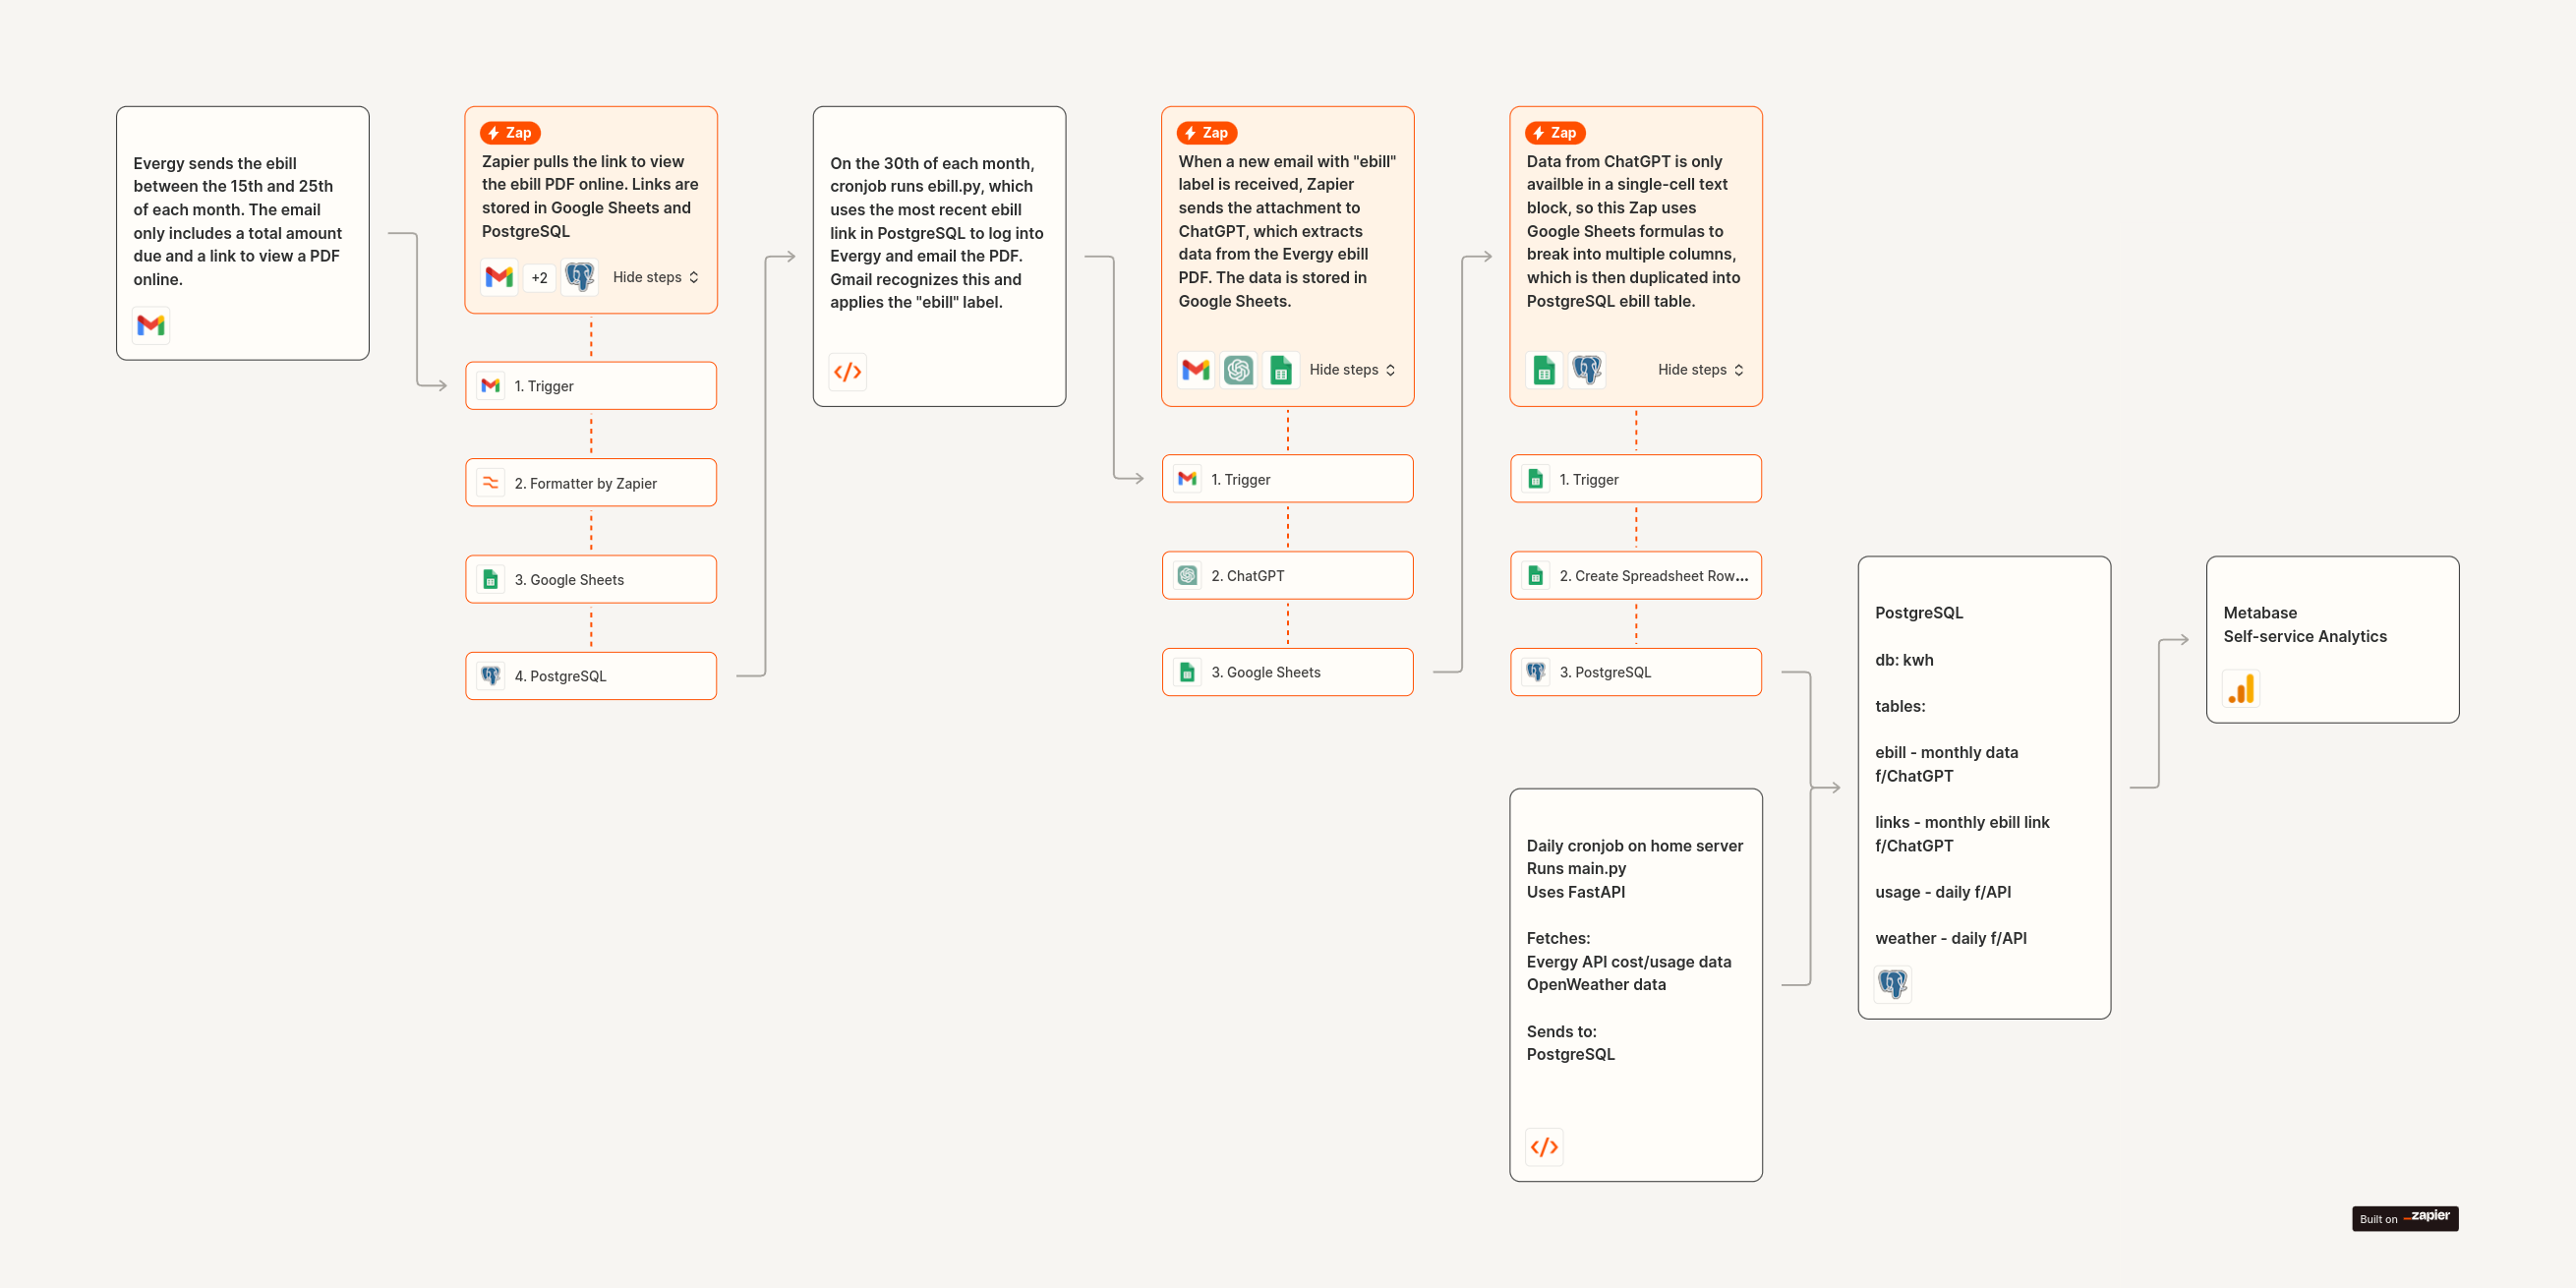 Evergy sends the ebill
between the 15th and 25th
of each month. The email
only includes a total amount
due and a link to view a PDF
online.
Zap
Zapier pulls the link to view
the ebill PDF online. Links are
stored in Google Sheets and
PostgreSQL
+2
Hide steps
1. Trigger
2. Formatter by Zapier
3. Google Sheets
4. PostgreSQL
On the 30th of each month,
cronjob runs ebill.py, which
uses the most recent ebill
link in PostgreSQL to log into
Evergy and email the PDF.
Gmail recognizes this and
applies the "ebill" label.
Zap
When a new email with "ebill"
label is received, Zapier
sends the attachment to
ChatGPT, which extracts
data from the Evergy ebill
PDF. The data is stored in
Google Sheets.
Hide steps
1. Trigger
2. ChatGPT
3. Google Sheets
Zap
Data from ChatGPT is only
availble in a single-cell text
block, so this Zap uses
Google Sheets formulas to
break into multiple columns,
which is then duplicated into
PostgreSQL ebill table.
Hide steps
1. Trigger
2. Create Spreadsheet Row...
3. PostgreSQL
Daily cronjob on home server
Runs main.py
Uses FastAPI
Fetches:
Evergy API cost/usage data
OpenWeather data
Sends to:
PostgreSQL
PostgreSQL
db: kwh
tables:
ebill - monthly data
f/ChatGPT
links - monthly ebill link
f/ChatGPT
usage - daily f/API
weather - daily f/API
Metabase
Self-service Analytics
Built on _zapier